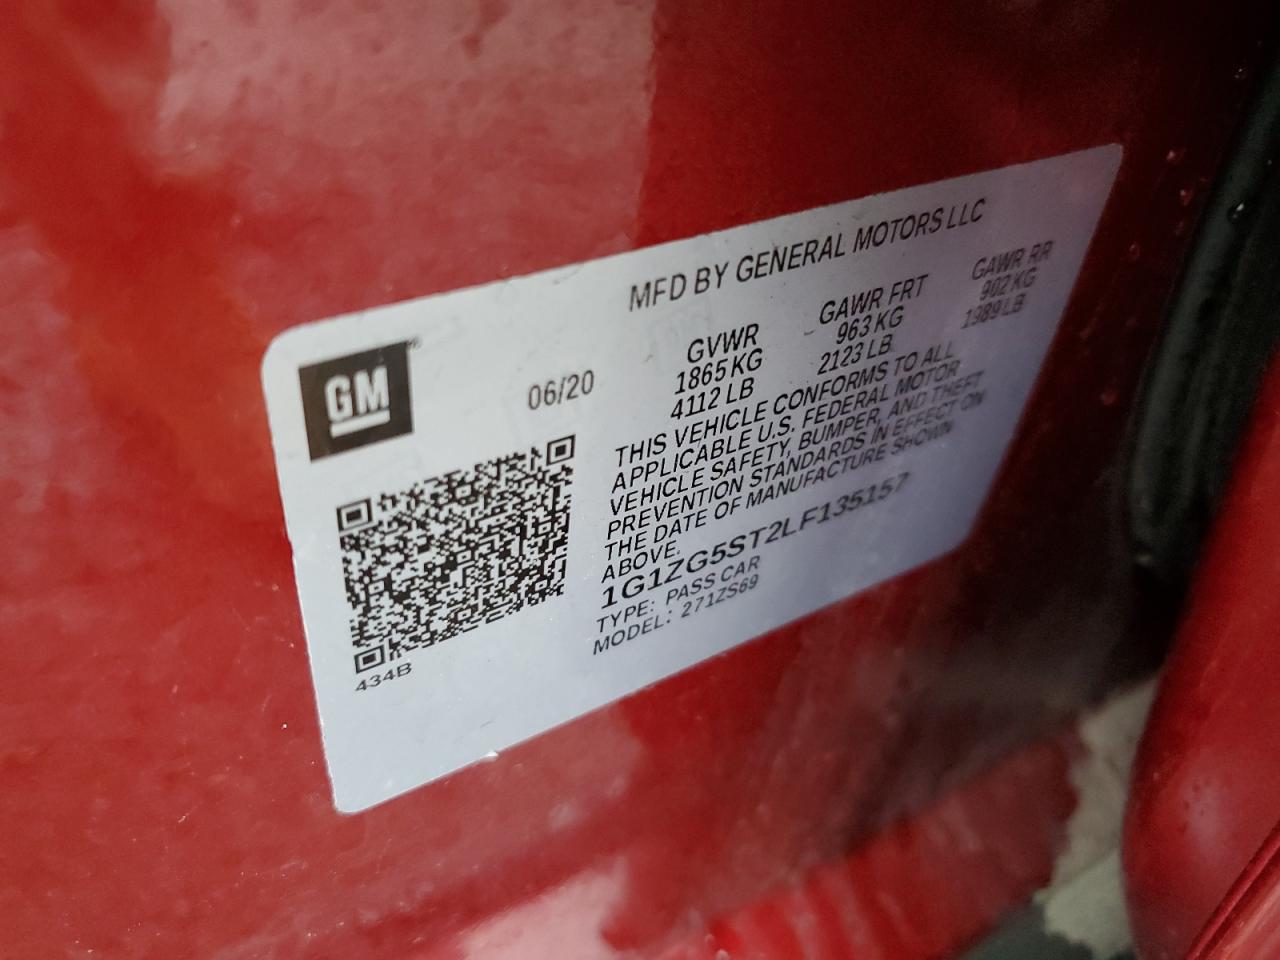 GM
MFD BY GENERAL MOTORS LLC
06/20
GVWR GAWR FRT GAWR RR
1865 KG 963 KG 902 KG
4112 LB 2123 LB 1989 LB
THIS VEHICLE CONFORMS TO ALL
APPLICABLE U.S. FEDERAL MOTOR
VEHICLE SAFETY, BUMPER, AND THEFT
PREVENTION STANDARDS IN EFFECT ON
THE DATE OF MANUFACTURE SHOWN
ABOVE.
1G1ZG5ST2LF135157
TYPE: PASS CAR
MODEL: 271ZS69
434B